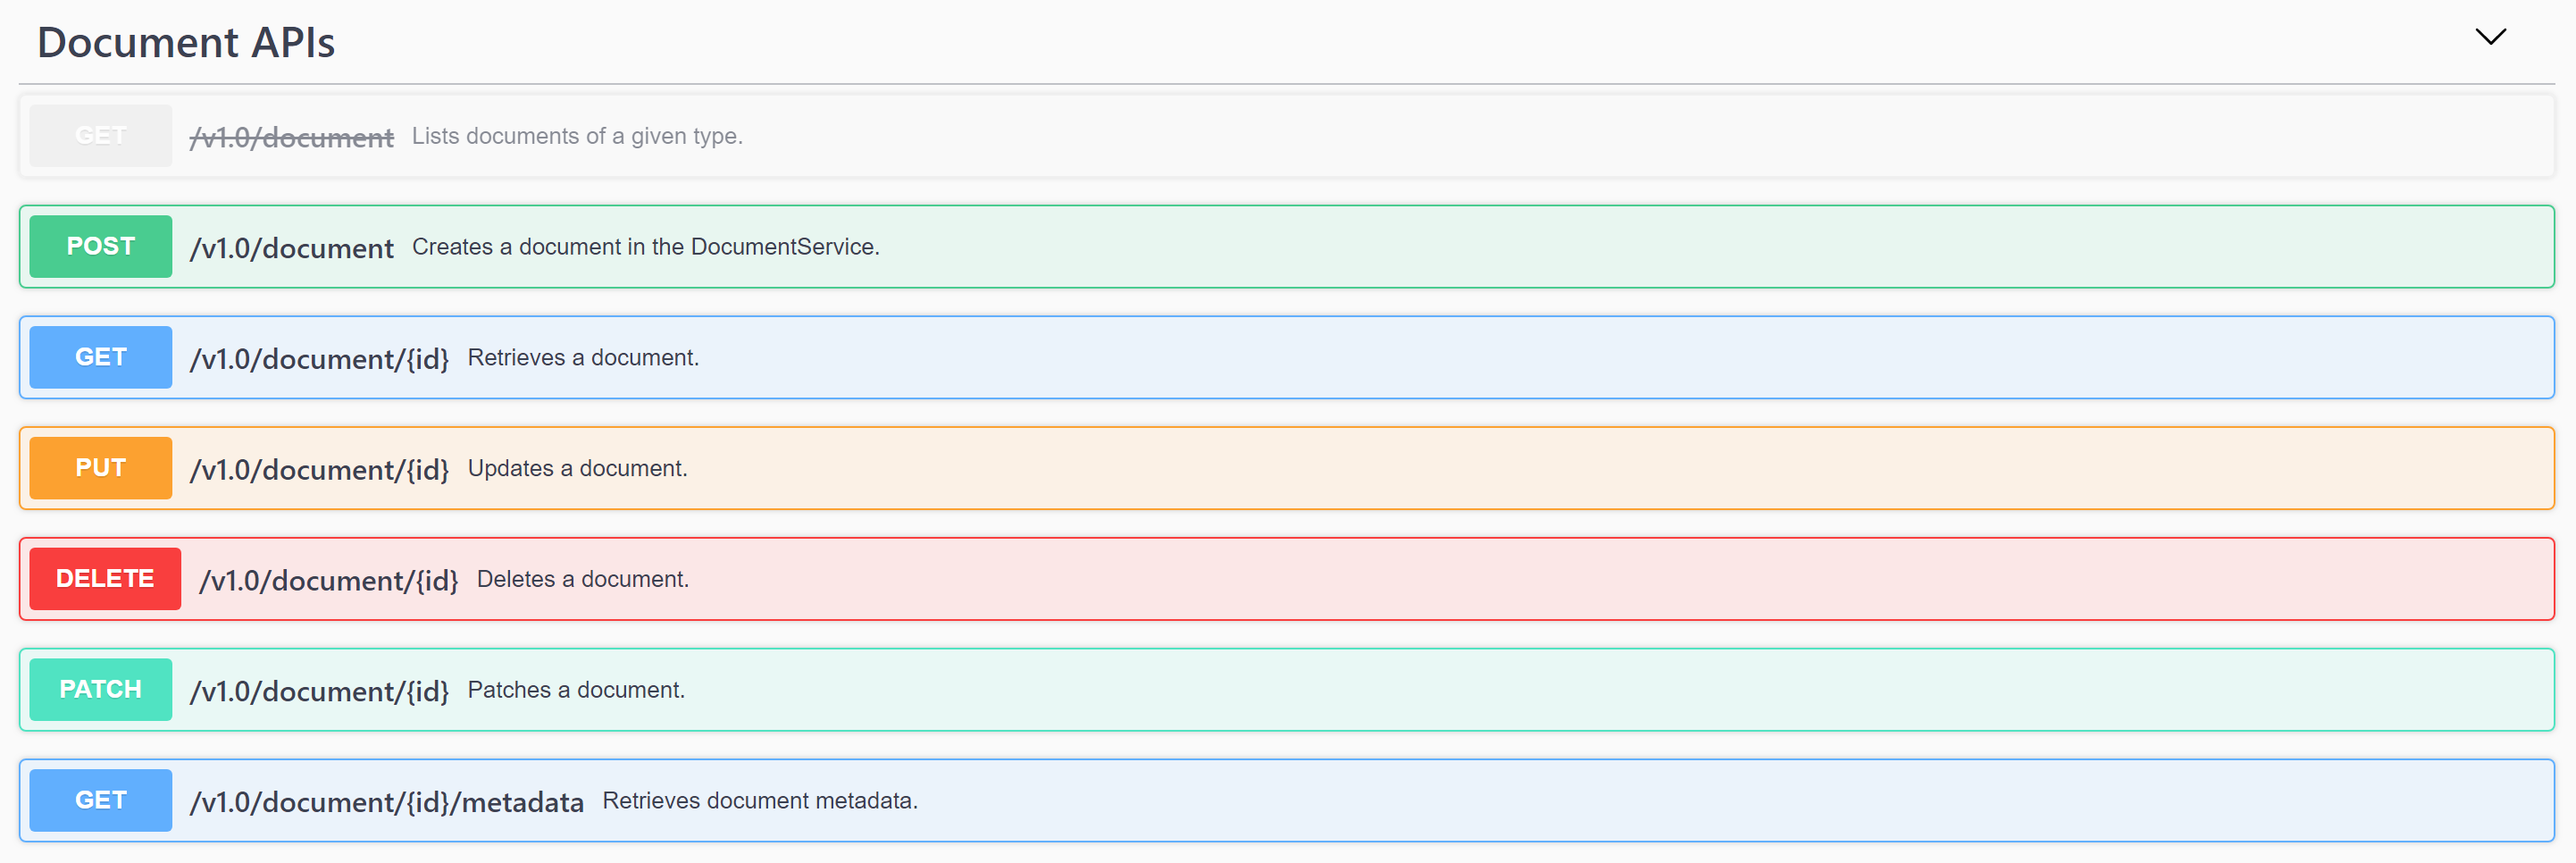 Document APIs
GET /v1.0/document Lists documents of a given type.
POST /v1.0/document Creates a document in the DocumentService.
GET /v1.0/document/{id} Retrieves a document.
PUT /v1.0/document/{id} Updates a document.
DELETE /v1.0/document/{id} Deletes a document.
PATCH /v1.0/document/{id} Patches a document.
GET /v1.0/document/{id}/metadata Retrieves document metadata.